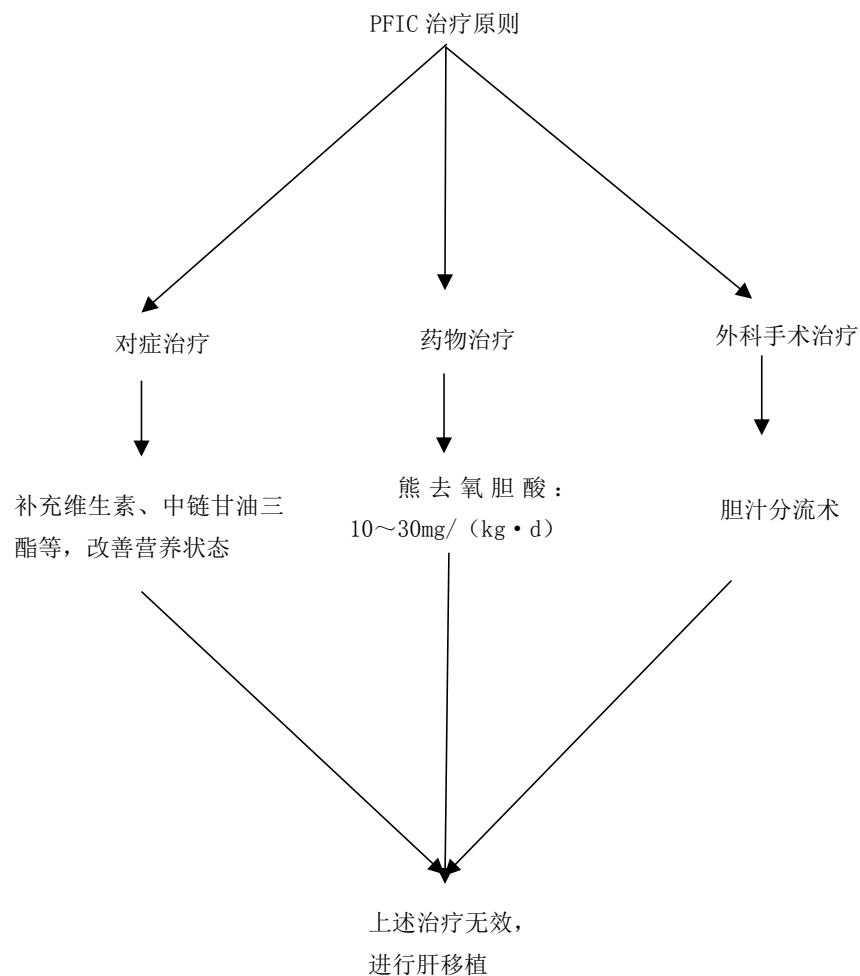 PFIC 治疗原则
对症治疗
药物治疗
外科手术治疗
补充维生素、中链甘油三
酯等，改善营养状态
熊去氧胆酸：
10～30mg/（kg·d）
胆汁分流术
上述治疗无效，
进行肝移植